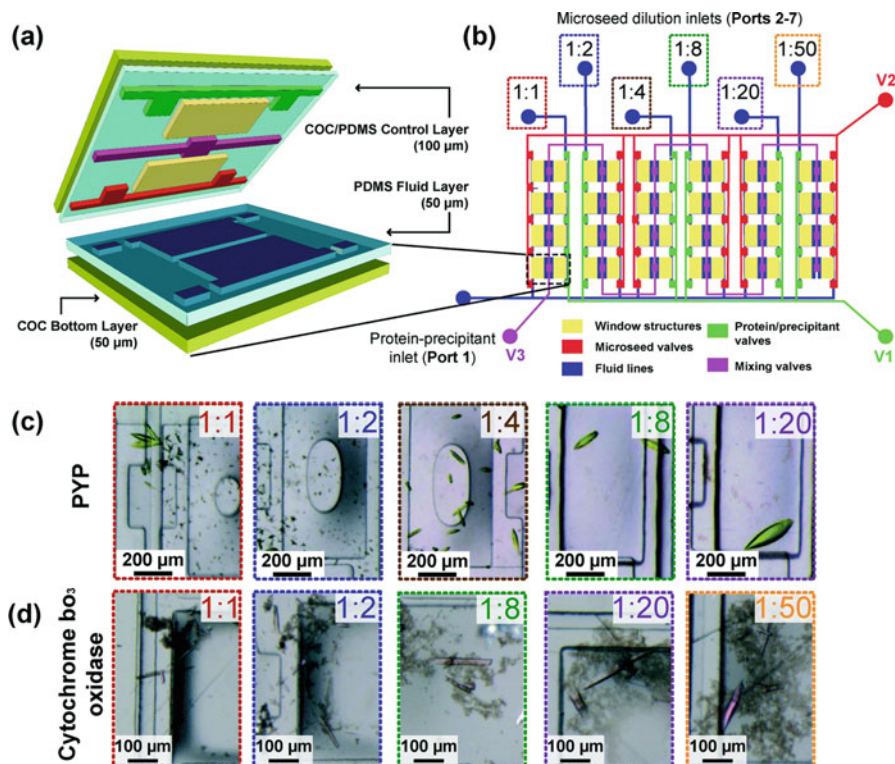 (a)
COC/PDMS Control Layer
(100 µm)
PDMS Fluid Layer
(50 µm)
COC Bottom Layer
(50 µm)
(b)
Microseed dilution inlets (Ports 2-7)
1:2
1:8
1:50
1:1
1:4
1:20
V2
Protein-precipitant
inlet (Port 1)
V3
V1
Window structures
Microseed valves
Fluid lines
Protein/precipitant
valves
Mixing valves
(c)
PYP
1:1
1:2
1:4
1:8
1:20
200 µm
200 µm
200 µm
200 µm
200 µm
(d)
Cytochrome bo₃
oxidase
1:1
1:2
1:8
1:20
1:50
100 µm
100 µm
100 µm
100 µm
100 µm